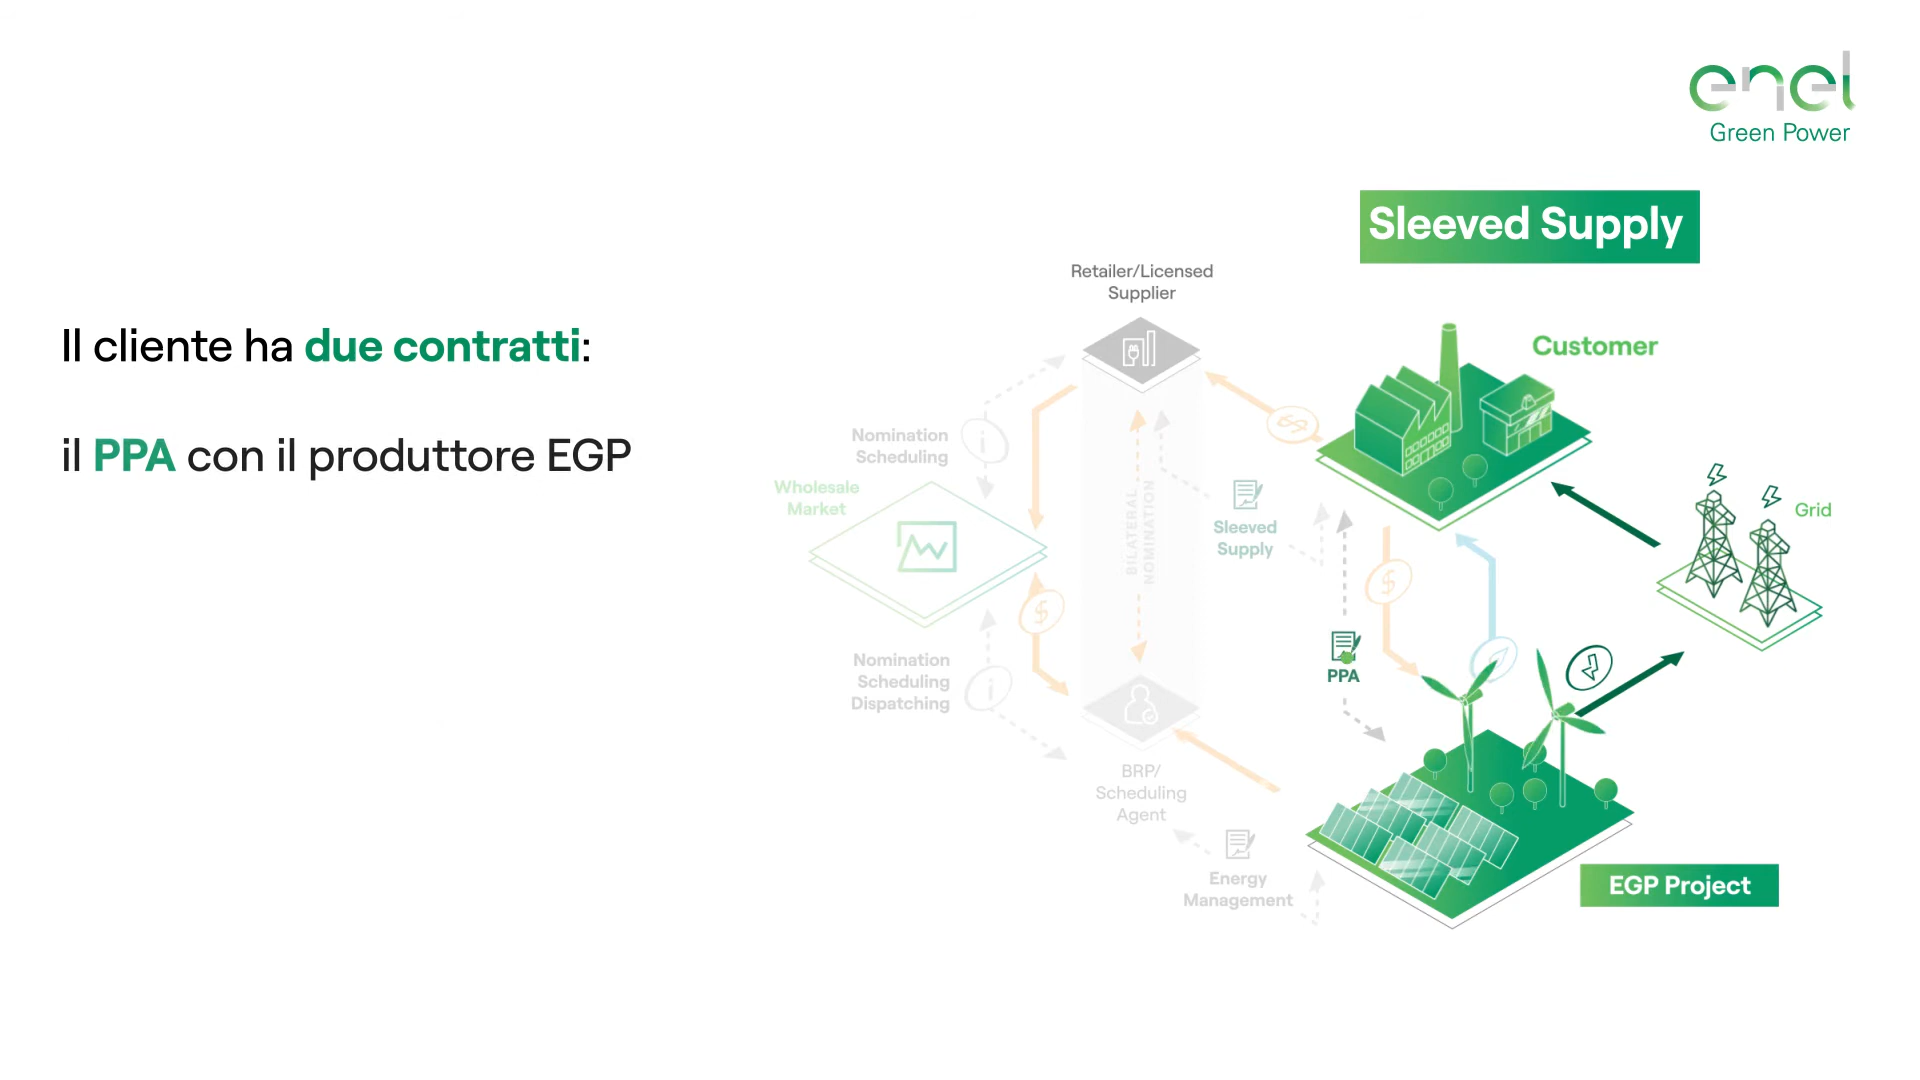 enel
Green Power
Sleeved Supply
Il cliente ha due contratti:
il PPA con il produttore EGP
Retailer/Licensed
Supplier
Customer
Nomination
Scheduling
Wholesale
Market
BILATERAL
NOMINATION
Sleeved
Supply
Grid
PPA
Nomination
Scheduling
Dispatching
BRP/
Scheduling
Agent
Energy
Management
EGP Project